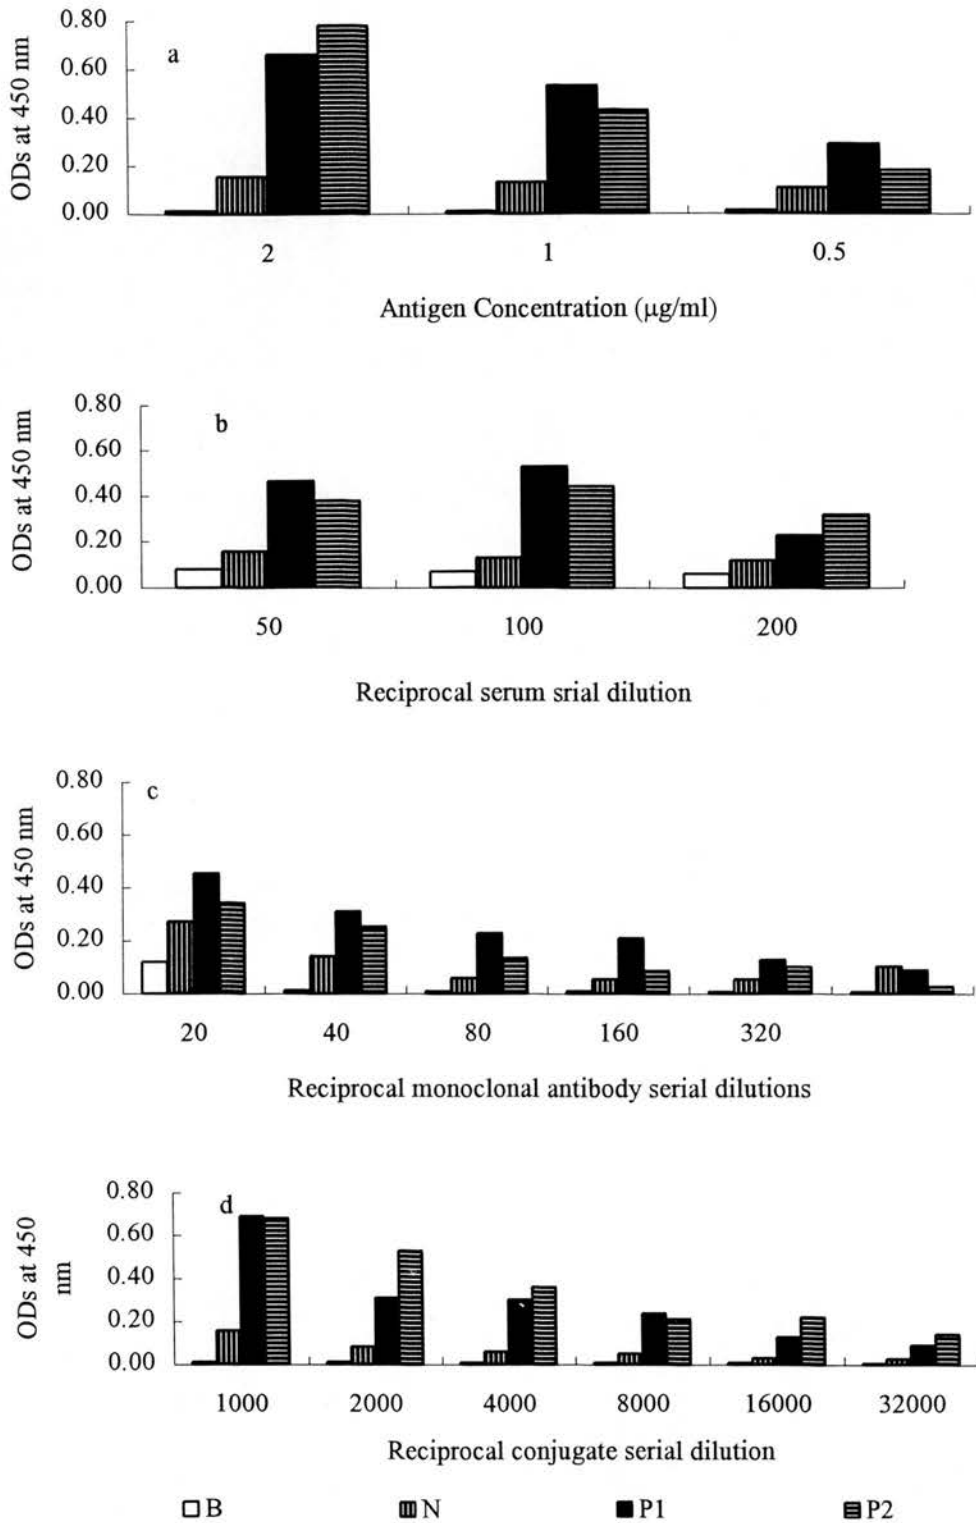 0.80
a
0.60
0.40
0.20
0.00
ODs at 450 nm
2 1 0.5
Antigen Concentration (µg/ml)
0.80
b
0.60
0.40
0.20
0.00
ODs at 450 nm
50 100 200
Reciprocal serum srial dilution
0.80
c
0.60
0.40
0.20
0.00
ODs at 450 nm
20 40 80 160 320
Reciprocal monoclonal antibody serial dilutions
0.80
d
0.60
0.40
0.20
0.00
ODs at 450
nm
1000 2000 4000 8000 16000 32000
Reciprocal conjugate serial dilution
B N P1 P2